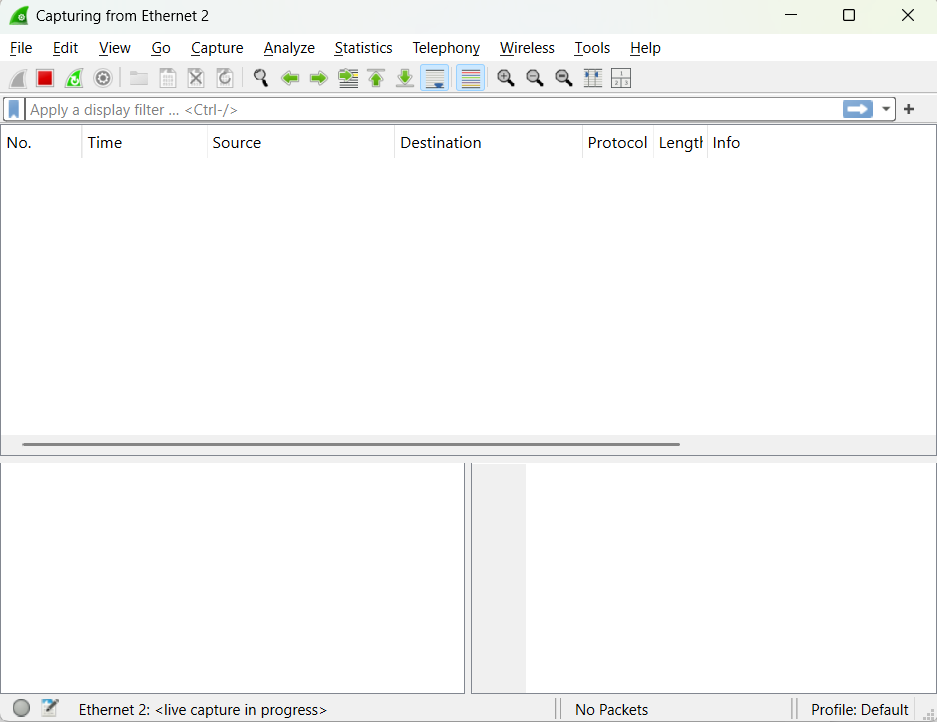 Capturing from Ethernet 2
File Edit View Go Capture Analyze Statistics Telephony Wireless Tools Help
Apply a display filter ... <Ctrl-/>
No. Time Source Destination Protocol Lengt Info
Ethernet 2: <live capture in progress> No Packets Profile: Default